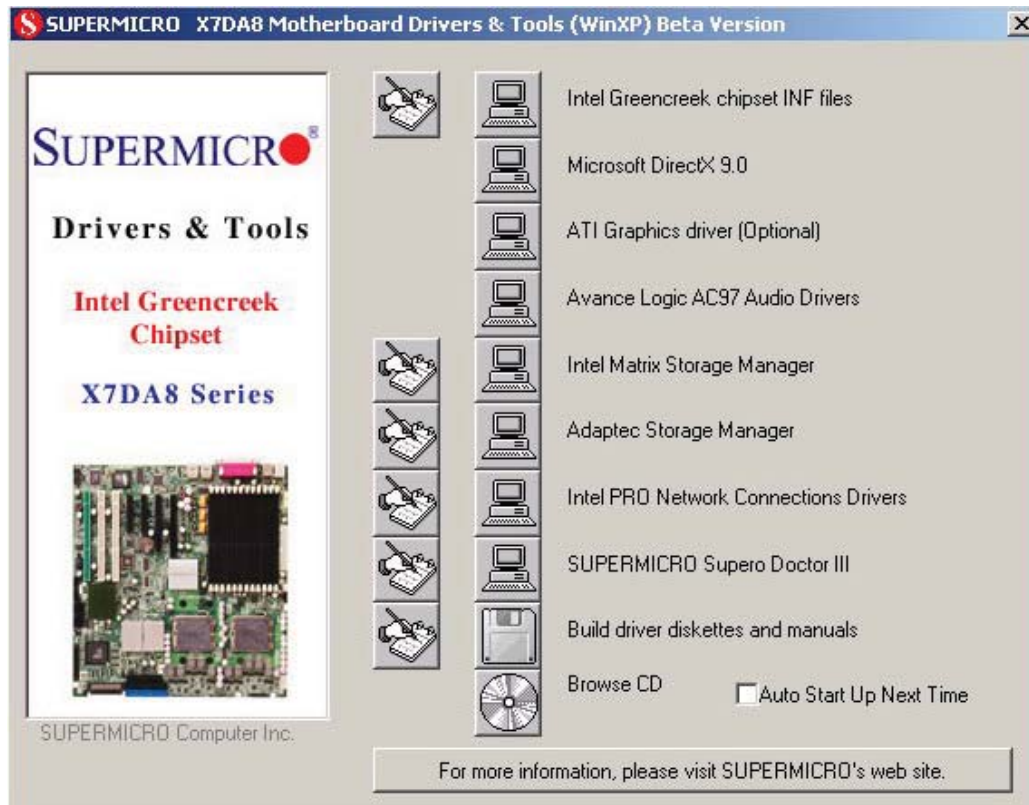 SUPERMICRO X7DA8 Motherboard Drivers & Tools (WinXP) Beta Version
SUPERMICRO®
Drivers & Tools
Intel Greencreek
Chipset
X7DA8 Series
SUPERMICRO Computer Inc.
Intel Greencreek chipset INF files
Microsoft DirectX 9.0
ATI Graphics driver (Optional)
Avance Logic AC97 Audio Drivers
Intel Matrix Storage Manager
Adaptec Storage Manager
Intel PRO Network Connections Drivers
SUPERMICRO Supero Doctor III
Build driver diskettes and manuals
Browse CD
Auto Start Up Next Time
For more information, please visit SUPERMICRO's web site.